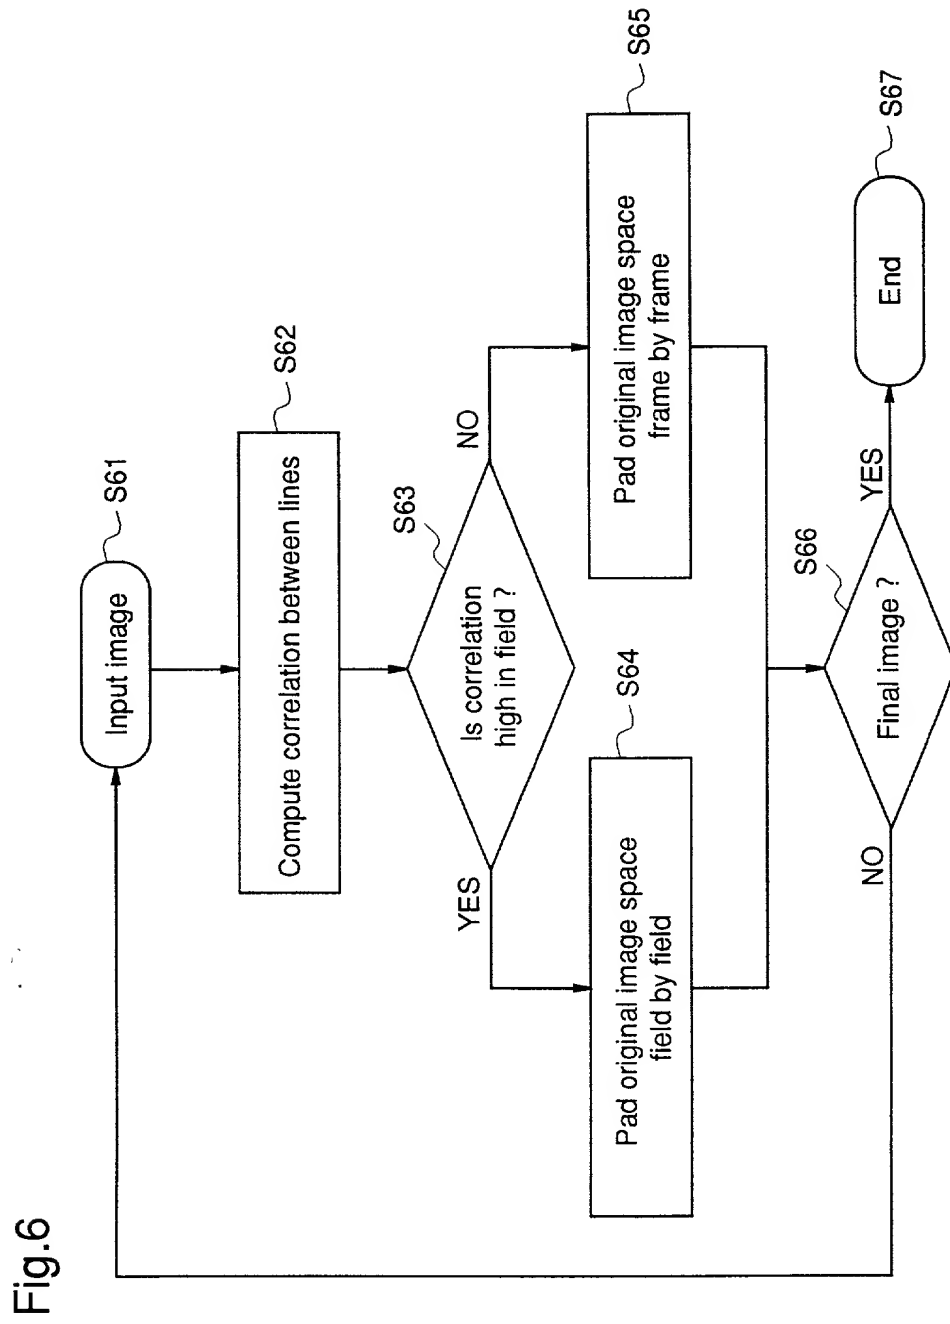 Fig.6
Input image
S61
Compute correlation between lines
S62
Is correlation
high in field ?
S63
YES
NO
Pad original image space
field by field
S64
Pad original image space
frame by frame
S65
Final image ?
S66
NO
YES
End
S67